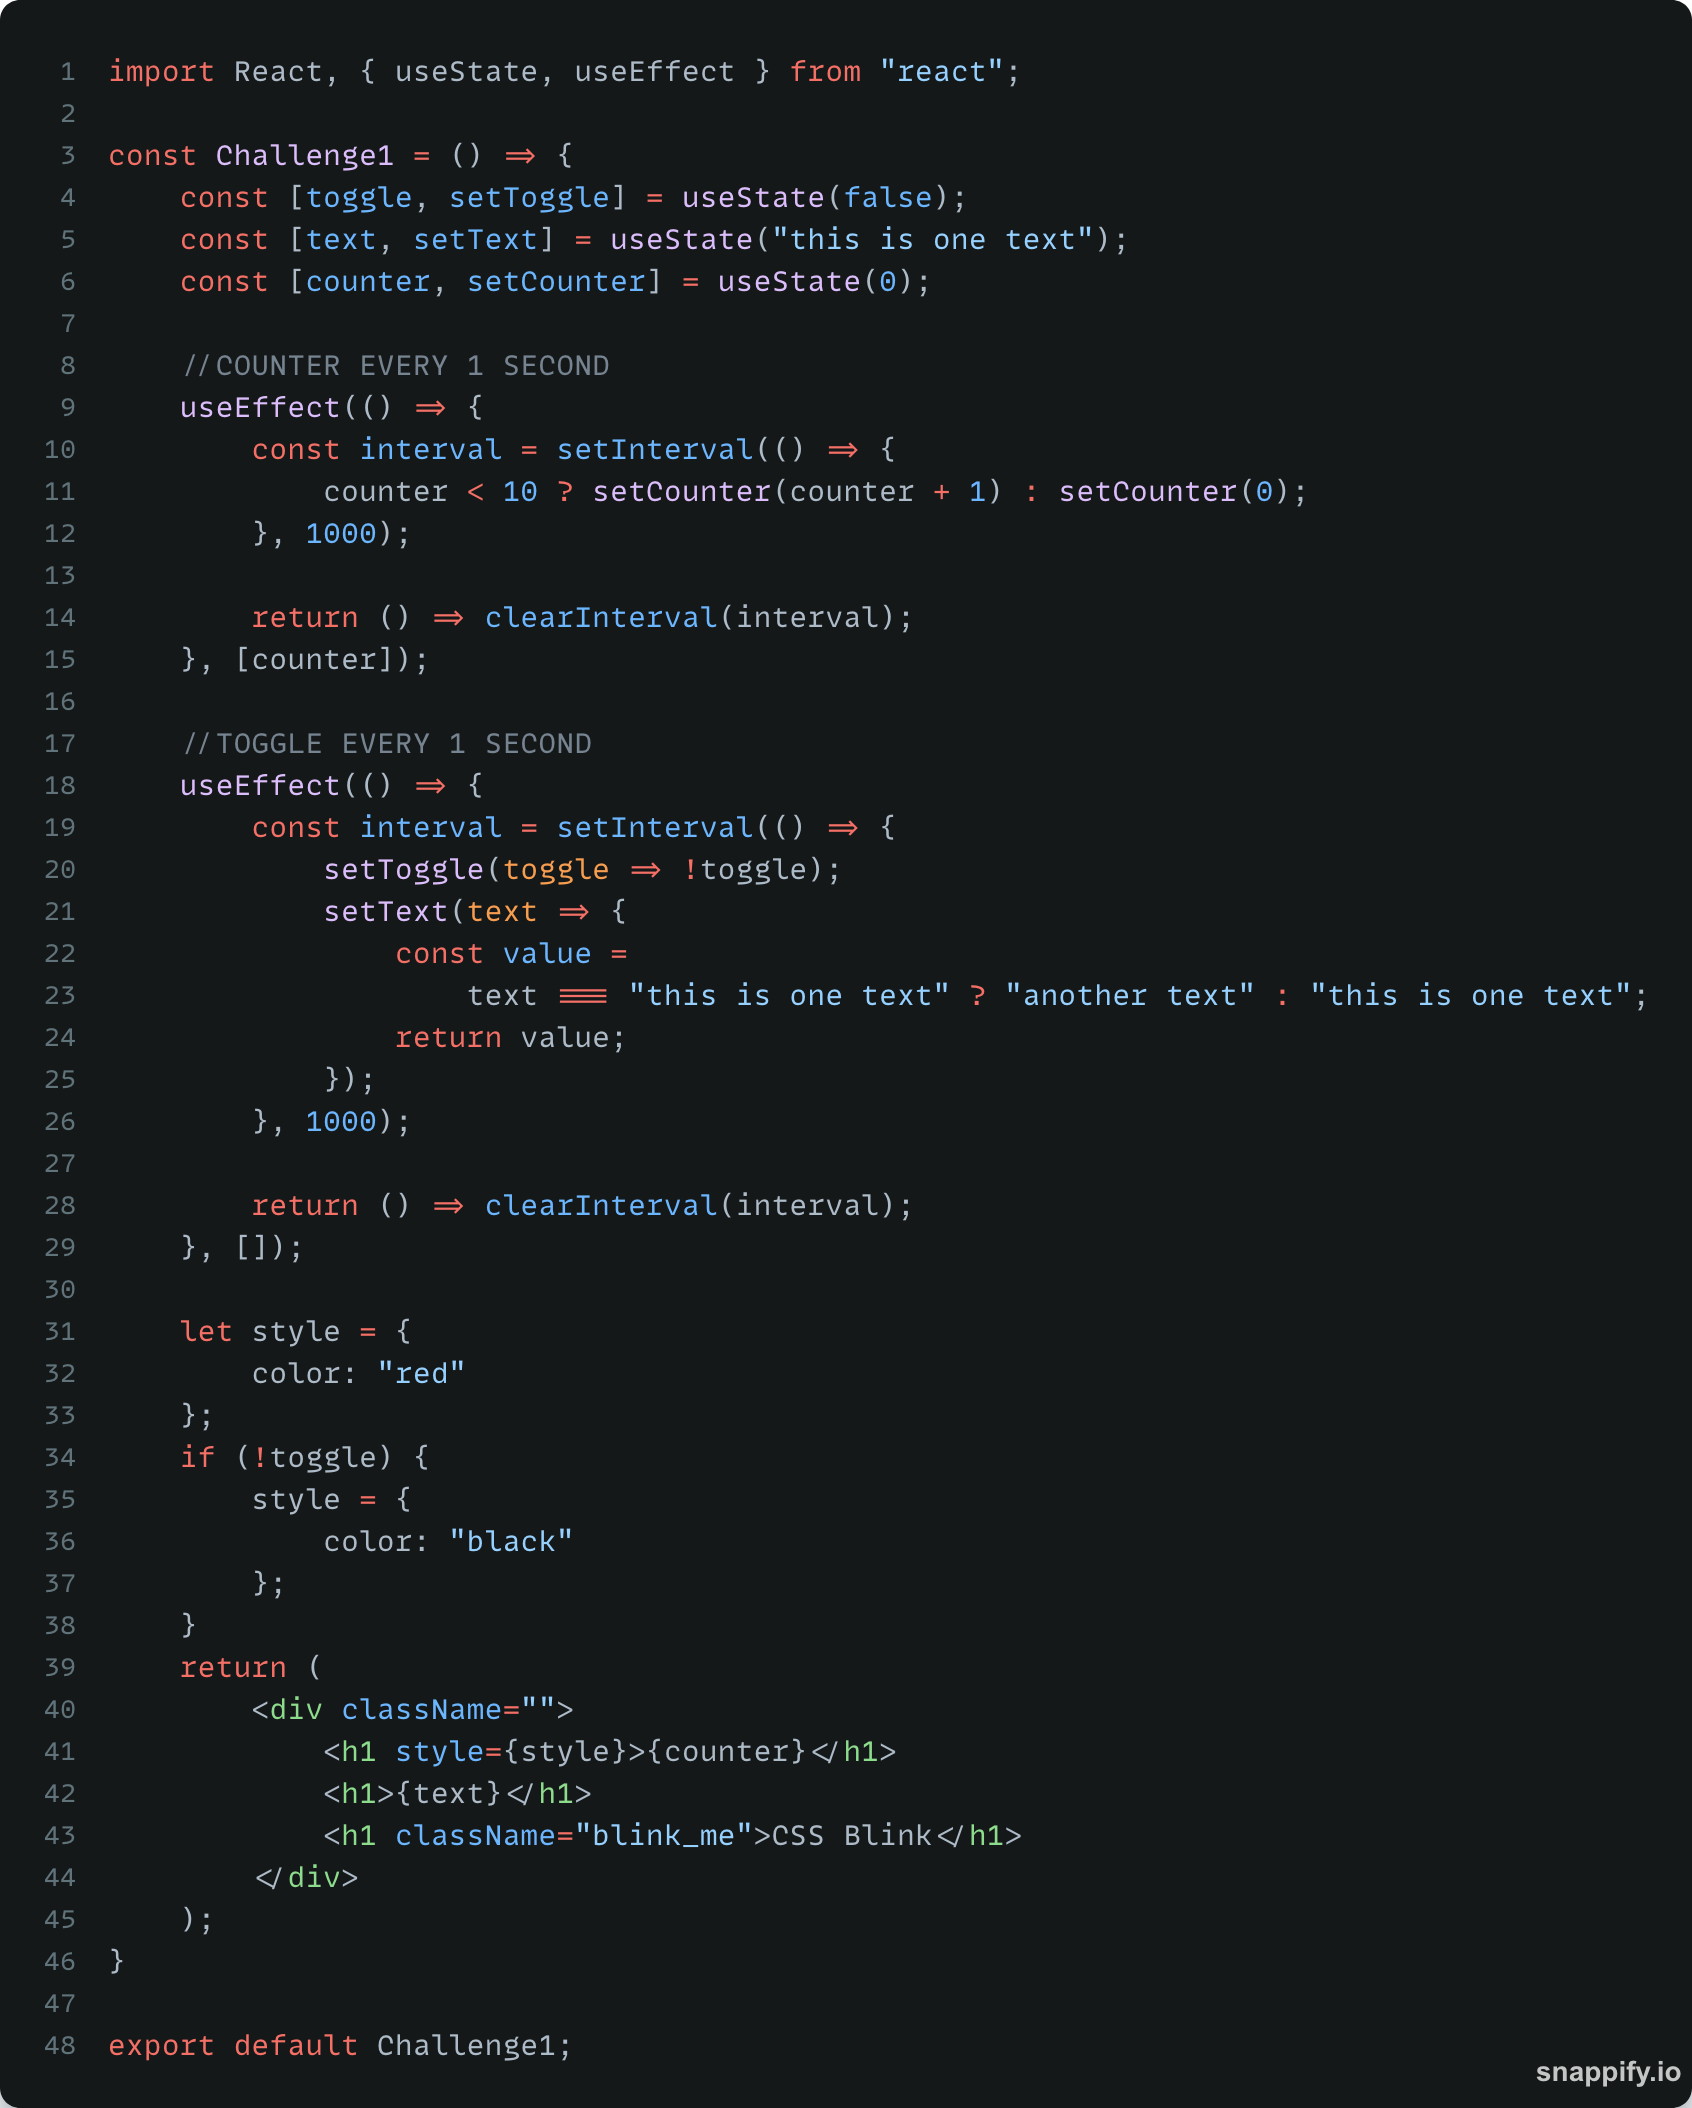 1 import React, { useState, useEffect } from "react";
2
3 const Challenge1 = () => {
4     const [toggle, setToggle] = useState(false);
5     const [text, setText] = useState("this is one text");
6     const [counter, setCounter] = useState(0);
7
8     //COUNTER EVERY 1 SECOND
9     useEffect(() => {
10         const interval = setInterval(() => {
11             counter < 10 ? setCounter(counter + 1) : setCounter(0);
12         }, 1000);
13
14         return () => clearInterval(interval);
15     }, [counter]);
16
17     //TOGGLE EVERY 1 SECOND
18     useEffect(() => {
19         const interval = setInterval(() => {
20             setToggle(toggle => !toggle);
21             setText(text => {
22                 const value =
23                     text === "this is one text" ? "another text" : "this is one text";
24                 return value;
25             });
26         }, 1000);
27
28         return () => clearInterval(interval);
29     }, []);
30
31     let style = {
32         color: "red"
33     };
34     if (!toggle) {
35         style = {
36             color: "black"
37         };
38     }
39     return (
40         <div className="">
41             <h1 style={style}>{counter}</h1>
42             <h1>{text}</h1>
43             <h1 className="blink_me">CSS Blink</h1>
44         </div>
45     );
46 }
47
48 export default Challenge1;
snappify.io